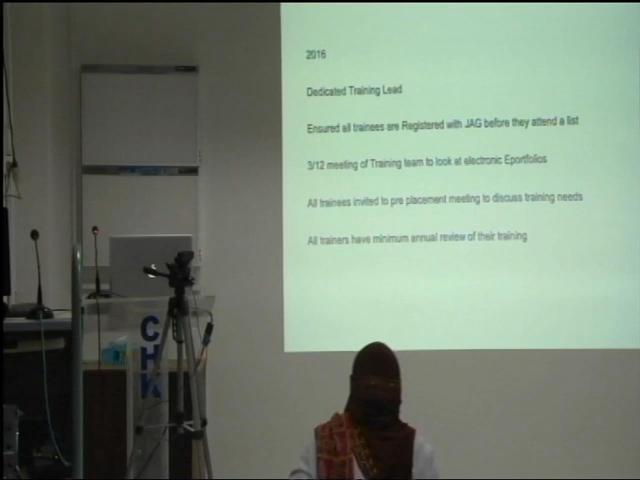 2016
Dedicated Training Lead
Ensured all trainees are Registered with JAG before they attend a list
3/12 meeting of Training team to look at electronic Eportfolios
All trainees invited to pre placement meeting to discuss training needs
All trainers have minimum annual review of their training
CHK